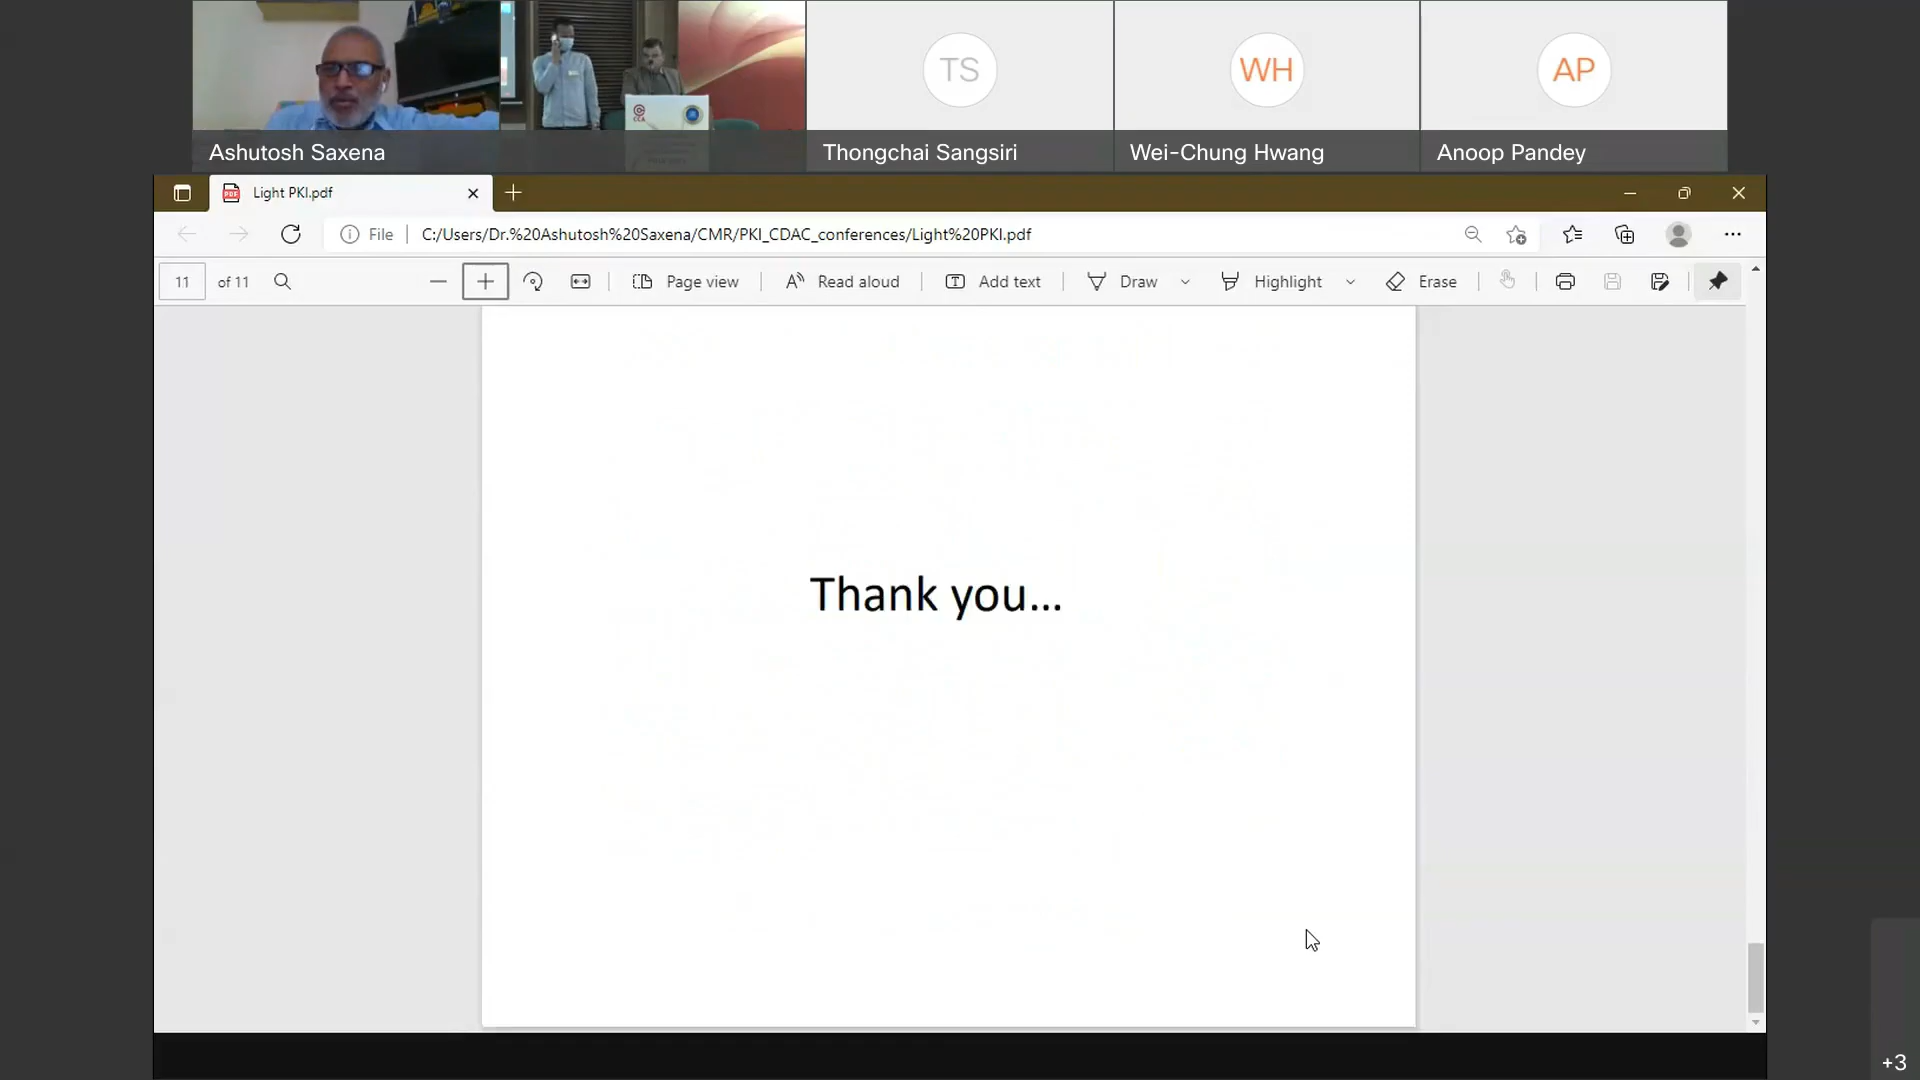 TS
WH
AP
CCA
Ashutosh Saxena
Thongchai Sangsiri
Wei-Chung Hwang
Anoop Pandey
Light PKI.pdf
File
C:/Users/Dr.%20Ashutosh%20Saxena/CMR/PKI_CDAC_conferences/Light%20PKI.pdf
11 of 11
Page view
Read aloud
Add text
Draw
Highlight
Erase
Thank you...
+3